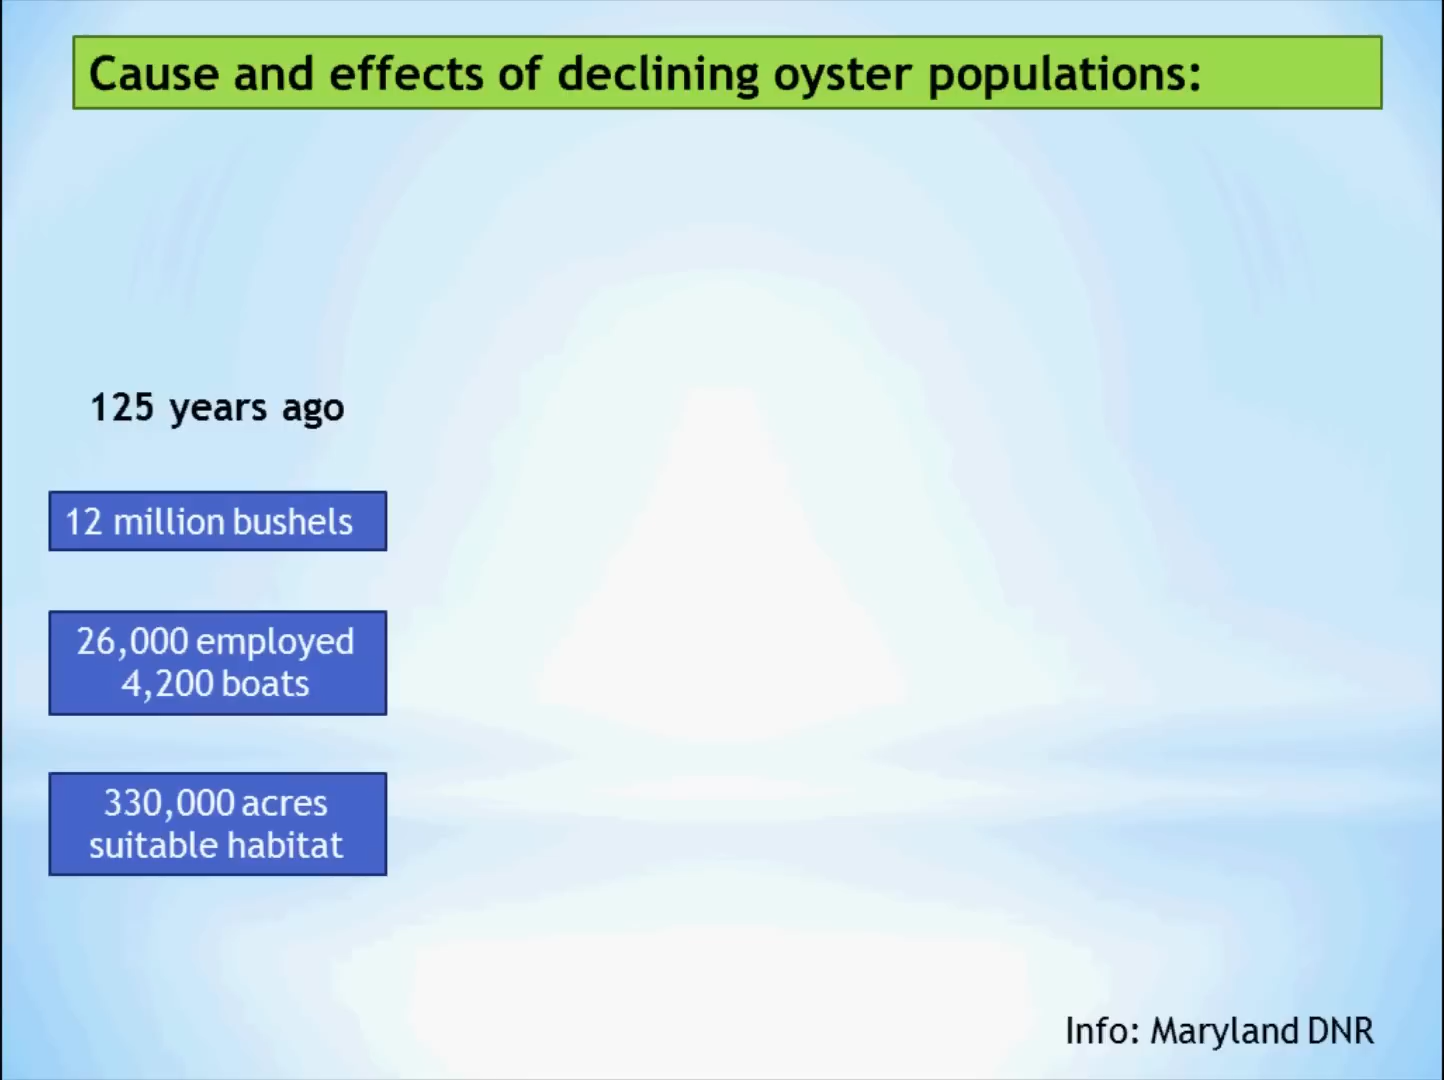 Cause and effects of declining oyster populations:
125 years ago
12 million bushels
26,000 employed
4,200 boats
330,000 acres
suitable habitat
Info: Maryland DNR